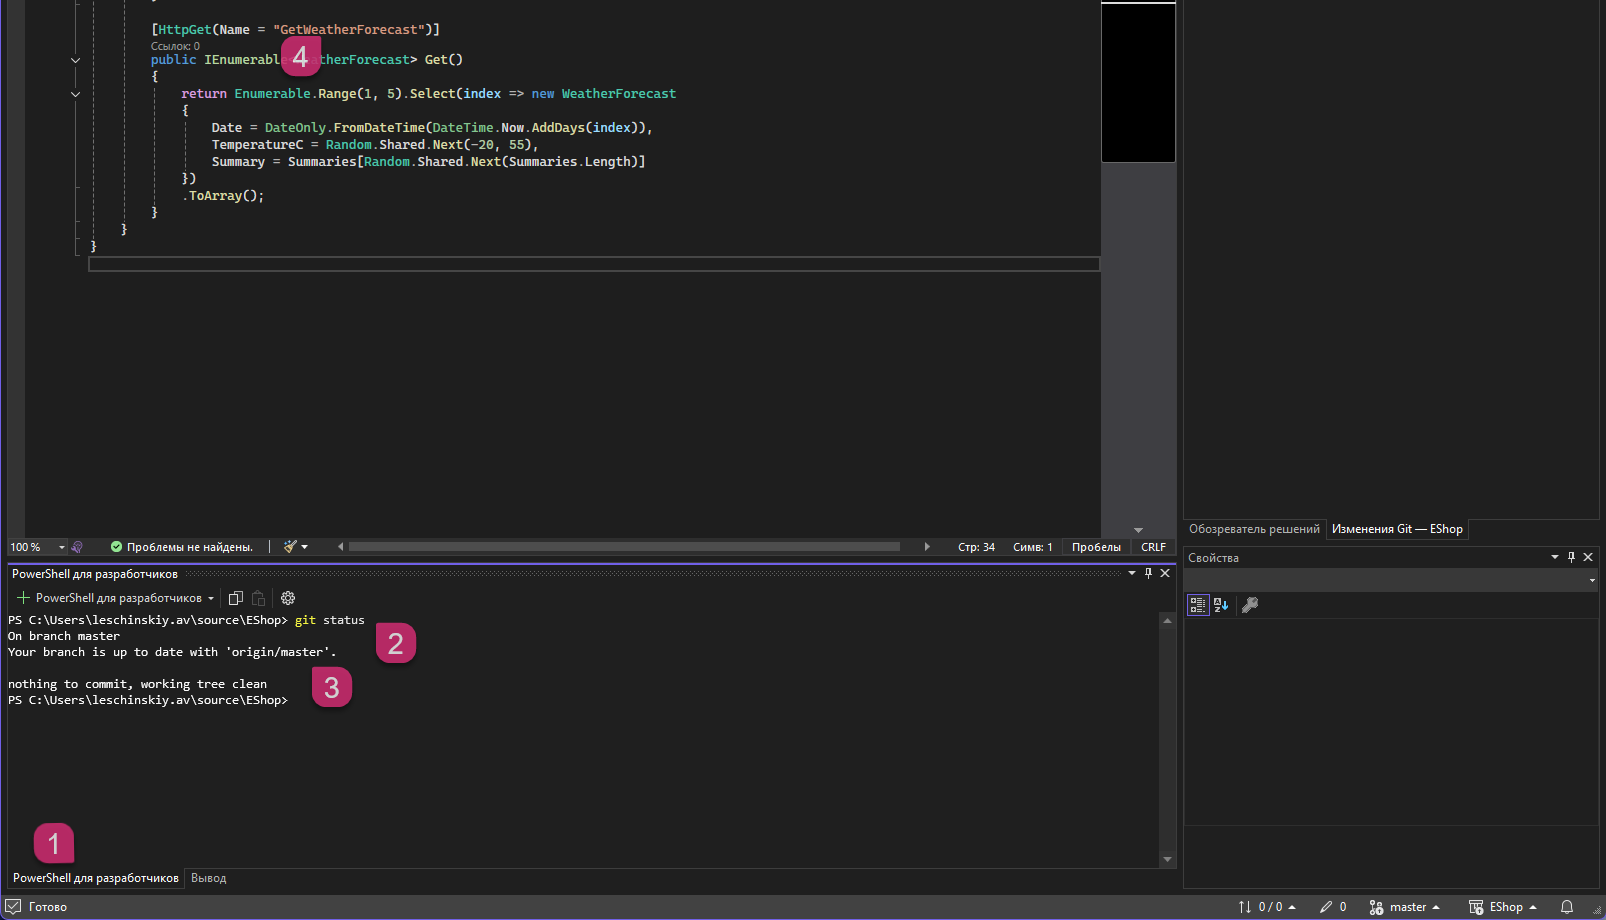 [HttpGet(Name = "GetWeatherForecast")]
Ссылок: 0
4
public IEnumerable atherForecast> Get()
{
return Enumerable.Range(1, 5).Select(index => new WeatherForecast
{
Date = DateOnly.FromDateTime(DateTime.Now.AddDays(index)),
TemperatureC = Random.Shared.Next(-20, 55),
Summary = Summaries[Random.Shared.Next(Summaries.Length)]
})
.ToArray();
}
}
}
100 %
Проблемы не найдены.
Стр: 34
Симв: 1
Пробелы
CRLF
Обозреватель решений
Изменения Git — EShop
Свойства
PowerShell для разработчиков
PowerShell для разработчиков
PS C:\Users\leschinskiy.av\source\EShop> git status
On branch master
2
Your branch is up to date with 'origin/master'.
nothing to commit, working tree clean
3
PS C:\Users\leschinskiy.av\source\EShop>
1
PowerShell для разработчиков
Вывод
Готово
0 / 0
0
master
EShop